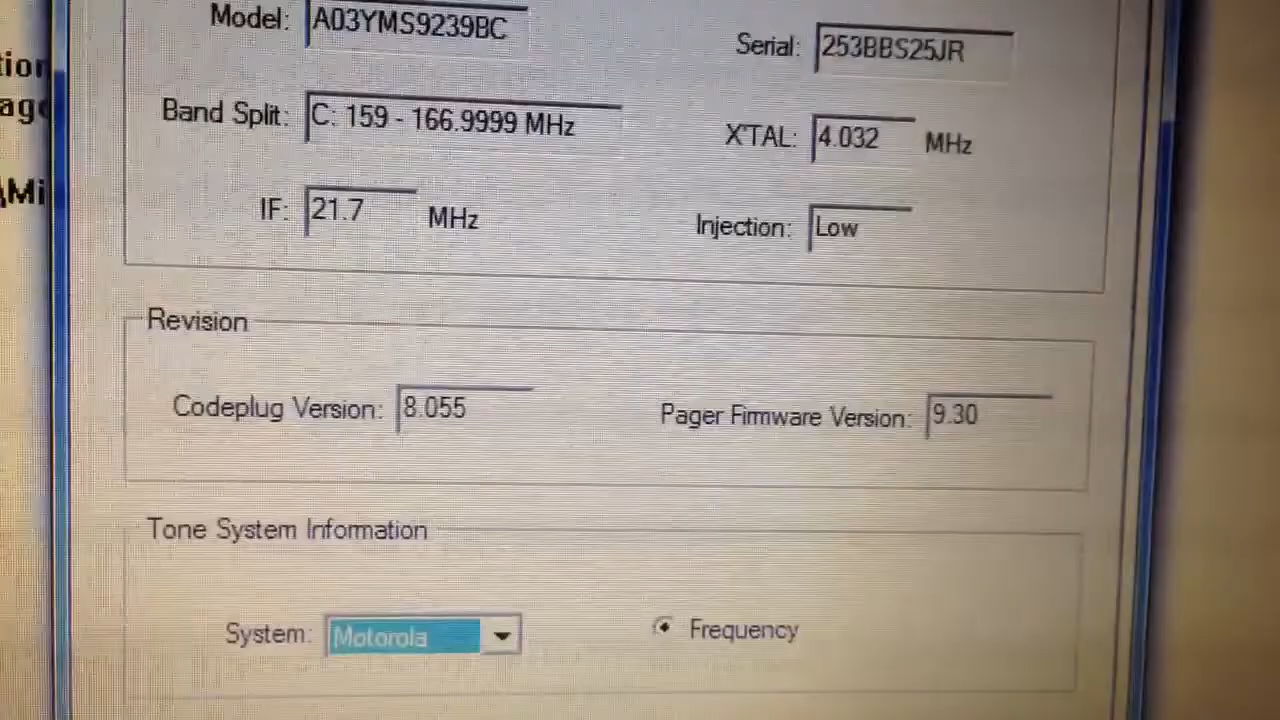 Model: A03YMS9239BC
Serial: 253BBS25JR
Band Split: C: 159 - 166.9999 MHz
XTAL: 4.032 MHz
IF: 21.7 MHz
Injection: Low
Revision
Codeplug Version: 8.055
Pager Firmware Version: 9.30
Tone System Information
System: Motorola
Frequency